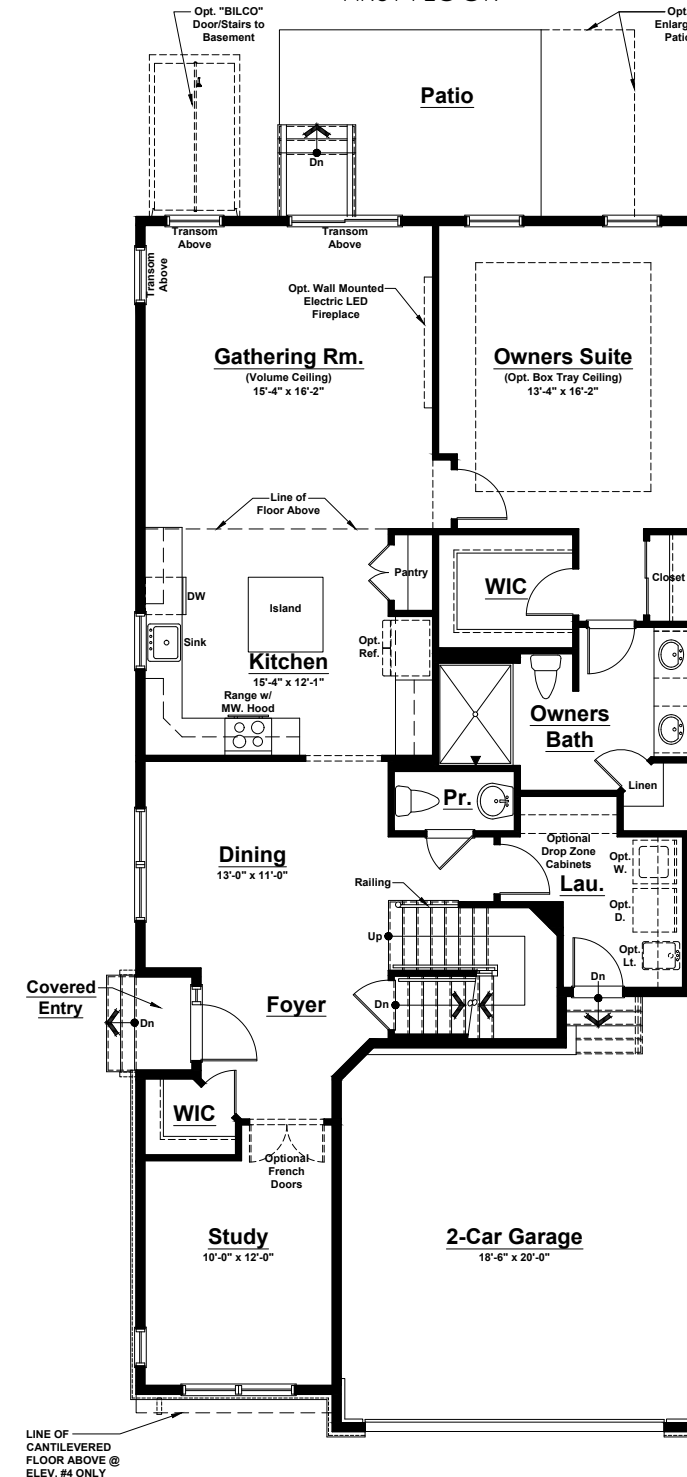 FIRST FLOOR
Opt. "BILCO"
Door/Stairs to
Basement
Opt.
Patio
Dn
Transom
Above
Transom
Above
Transom
Above
Opt. Wall Mounted
Electric LED
Fireplace
Gathering Rm.
(Volume Ceiling)
15'-4" x 16'-2"
Owners Suite
(Opt. Box Tray Ceiling)
13'-4" x 16'-2"
Line of
Floor Above
Pantry
WIC
Closet
DW
Island
Sink
Opt.
Ref.
Kitchen
15'-4" x 12'-1"
Range w/
MW. Hood
Owners
Bath
Linen
Pr.
Dining
13'-0" x 11'-0"
Optional
Drop Zone
Cabinets
Opt.
W.
Lau.
Opt.
D.
Railing
Up
Opt.
Lt.
Dn
Covered
Entry
Dn
Foyer
Dn
WIC
Optional
French
Doors
Study
10'-0" x 12'-0"
2-Car Garage
18'-6" x 20'-0"
LINE OF
CANTILEVERED
FLOOR ABOVE @
ELEV. #4 ONLY